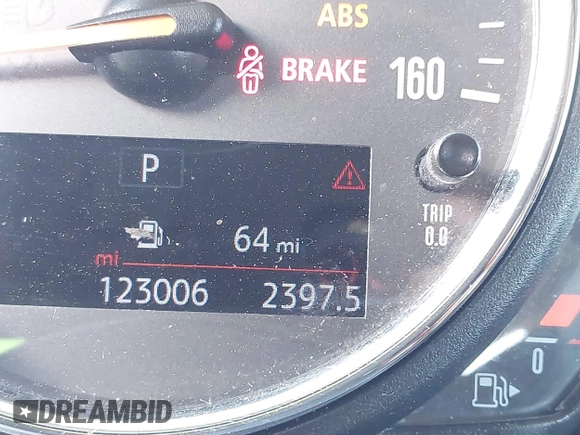 ABS
BRAKE
160
P
64 mi
mi
123006 2397.5
TRIP
0.0
0
DREAMBID